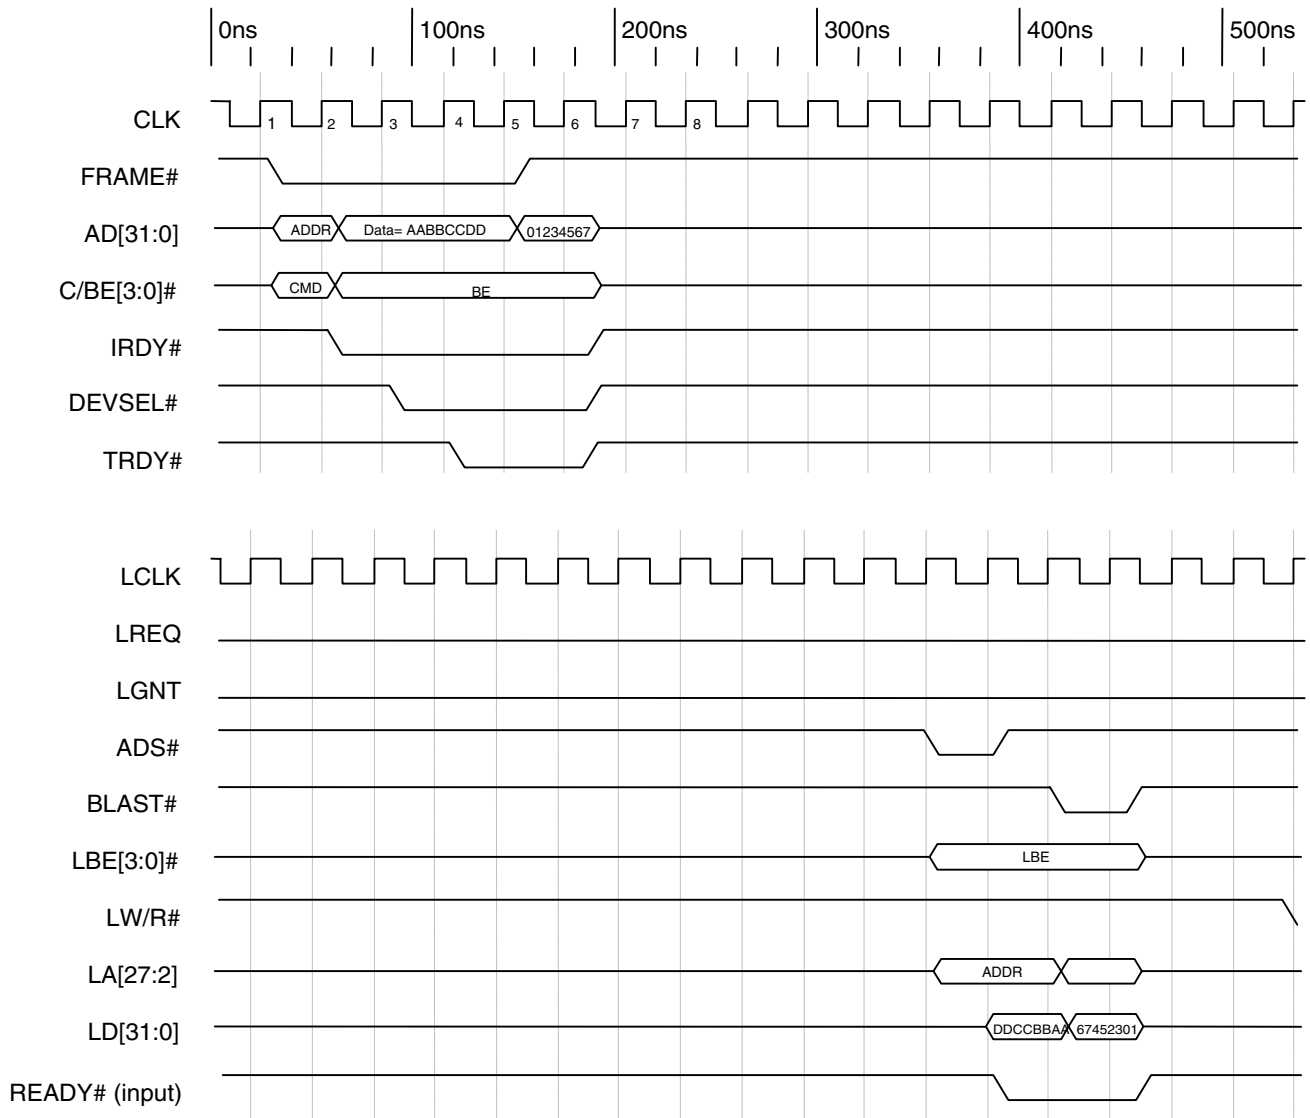 0ns 100ns 200ns 300ns 400ns 500ns
CLK 1 2 3 4 5 6 7 8
FRAME#
AD[31:0] ADDR Data= AABBCCDD 01234567
C/BE[3:0]# CMD BE
IRDY#
DEVSEL#
TRDY#
LCLK
LREQ
LGNT
ADS#
BLAST#
LBE[3:0]# LBE
LW/R#
LA[27:2] ADDR
LD[31:0] DDCCBBAA 67452301
READY# (input)